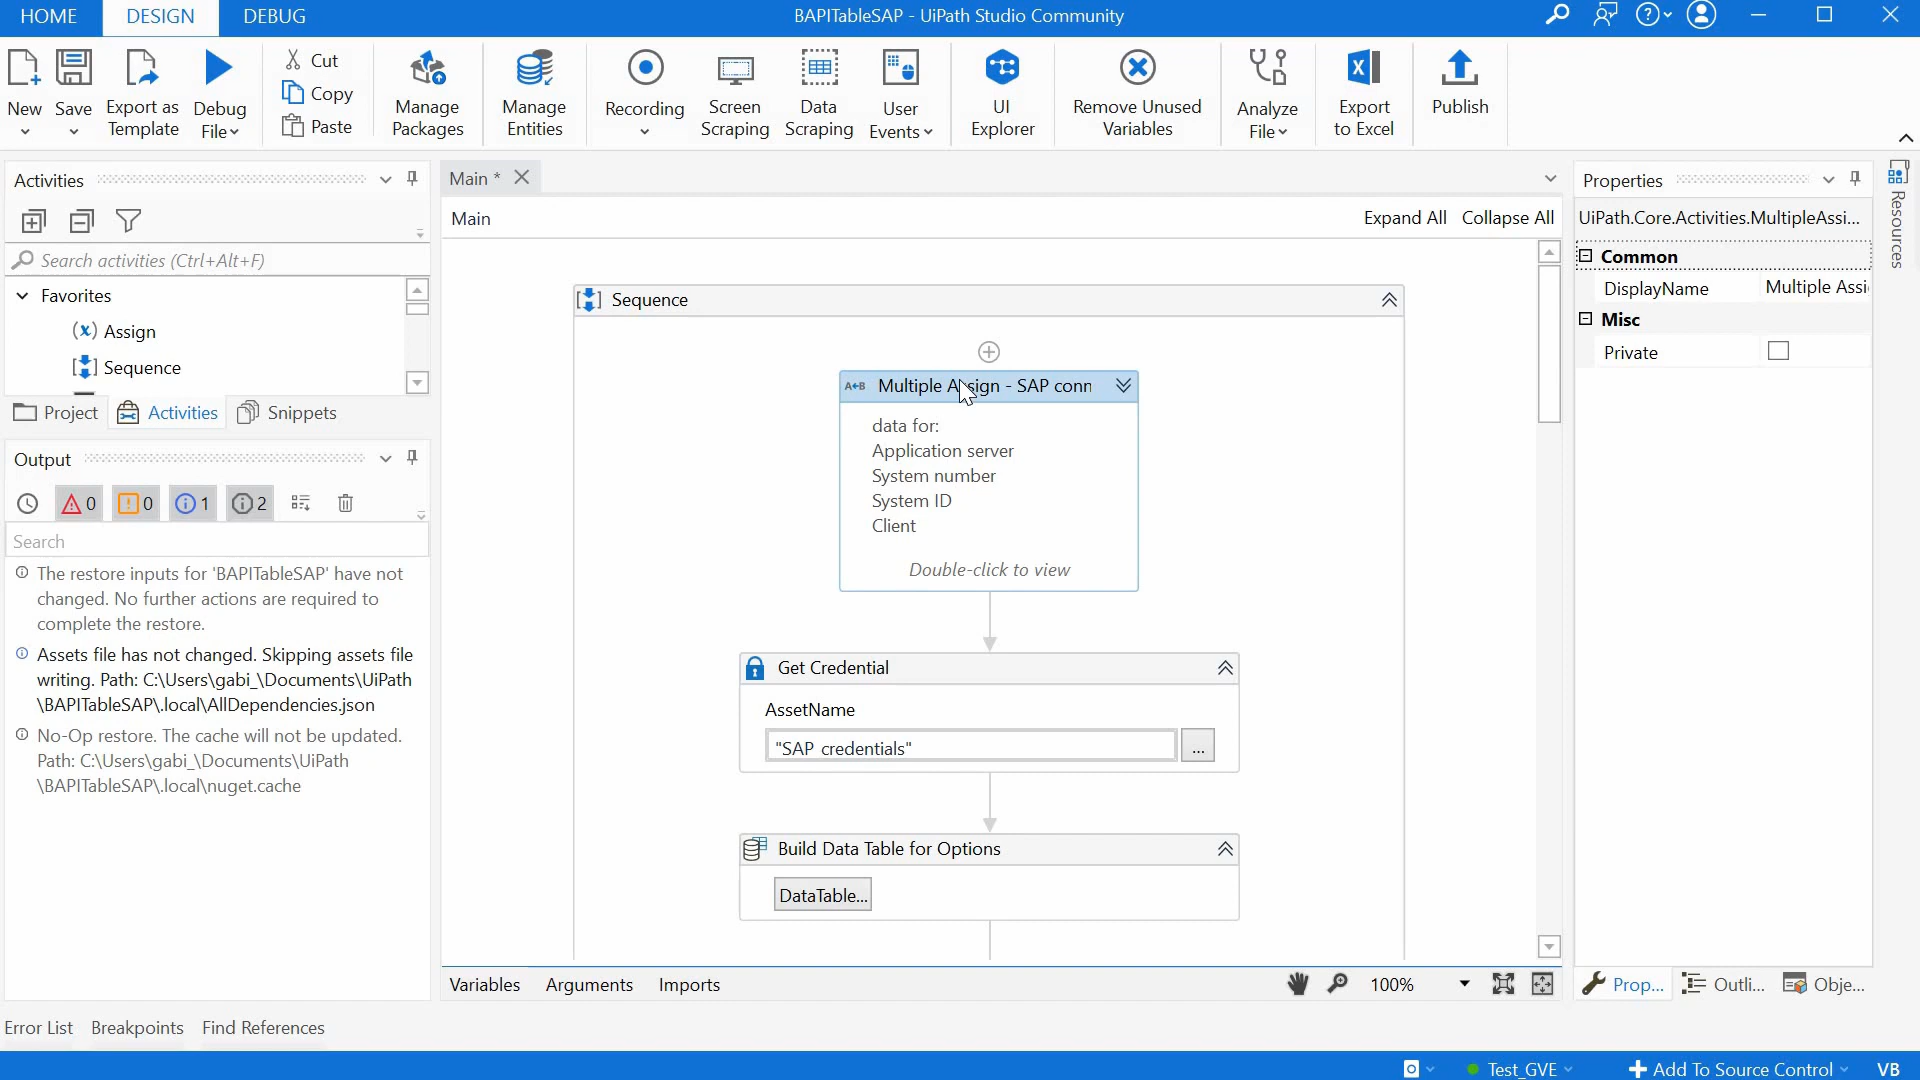 HOME
DESIGN
DEBUG
BAPITableSAP - UiPath Studio Community
New
Save
Export as
Template
Debug
File
Cut
Copy
Paste
Manage
Packages
Manage
Entities
Recording
Screen
Scraping
Data
Scraping
User
Events
UI
Explorer
Remove Unused
Variables
Analyze
File
Export
to Excel
Publish
Activities
Search activities (Ctrl+Alt+F)
Favorites
Assign
Sequence
Project
Activities
Snippets
Output
0
0
1
2
Search
The restore inputs for 'BAPITableSAP' have not
changed. No further actions are required to
complete the restore.
Assets file has not changed. Skipping assets file
writing. Path: C:\Users\gabi_\Documents\UiPath
\BAPITableSAP\.local\AllDependencies.json
No-Op restore. The cache will not be updated.
Path: C:\Users\gabi_\Documents\UiPath
\BAPITableSAP\.local\nuget.cache
Main *
Main
Expand All
Collapse All
Sequence
A+B
Multiple Assign - SAP conn
data for:
Application server
System number
System ID
Client
Double-click to view
Get Credential
AssetName
"SAP credentials"
...
Build Data Table for Options
DataTable...
Variables
Arguments
Imports
100%
Properties
UiPath.Core.Activities.MultipleAssi...
Common
DisplayName
Multiple Assi
Misc
Private
Resources
Prop...
Outli...
Obje...
Error List
Breakpoints
Find References
Test_GVE
Add To Source Control
VB